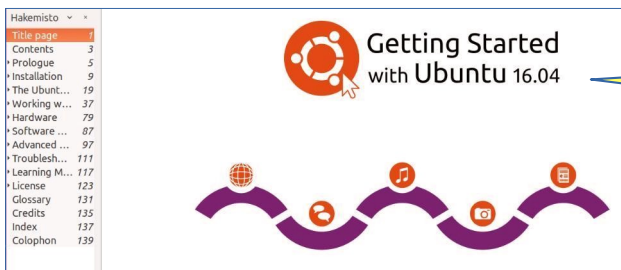 Hakemisto
Title page 1
Contents 3
Prologue 5
Installation 9
The Ubunt... 19
Working w... 37
Hardware 79
Software ... 87
Advanced ... 97
Troublesh... 111
Learning M... 117
License 123
Glossary 131
Credits 135
Index 137
Colophon 139
Getting Started
with Ubuntu 16.04